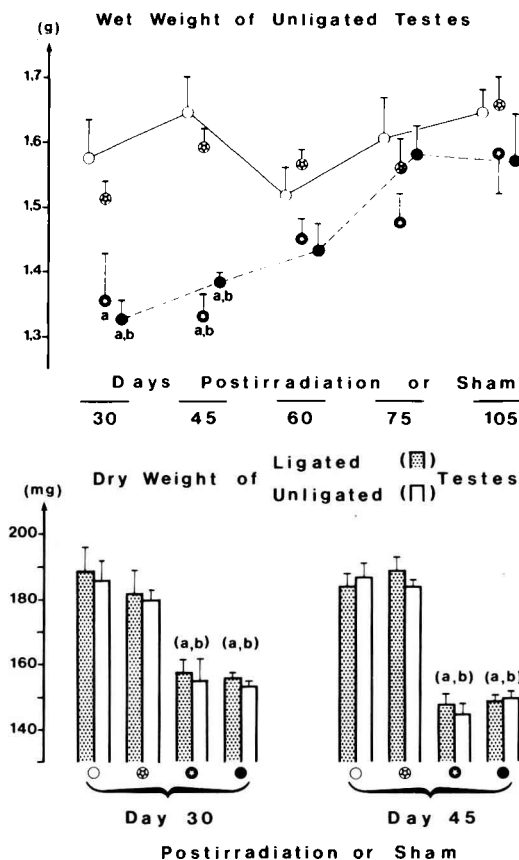 Wet Weight of Unligated Testes
(g)
1.7
1.6
1.5
1.4
1.3
a
a,b
a,b
a,b
Days Postirradiation or Sham
30 45 60 75 105
(mg)
Dry Weight of Ligated ( ) Testes
Unligated ( )
200
180
160
140
(a,b) (a,b) (a,b) (a,b)
Day 30 Day 45
Postirradiation or Sham